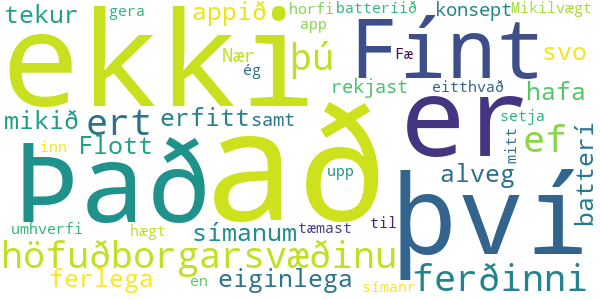 tekur
gera
appið
horfi
batteríið
konsept
Mikilvægt
ekki
app
Fínt
svo
Nær
þú
Fæ
ég
er
rekjast
eitthvað
hafa
mikið
ert
erfitt
samt
setja
ef
inn
Flott
Það
að
upp
því
mitt
batterí
alveg
umhverfi
hægt
símanum
tæmast
til
höfuðborgarsvæðinu
ferðinni
ferlega
en
eiginlega
símanr